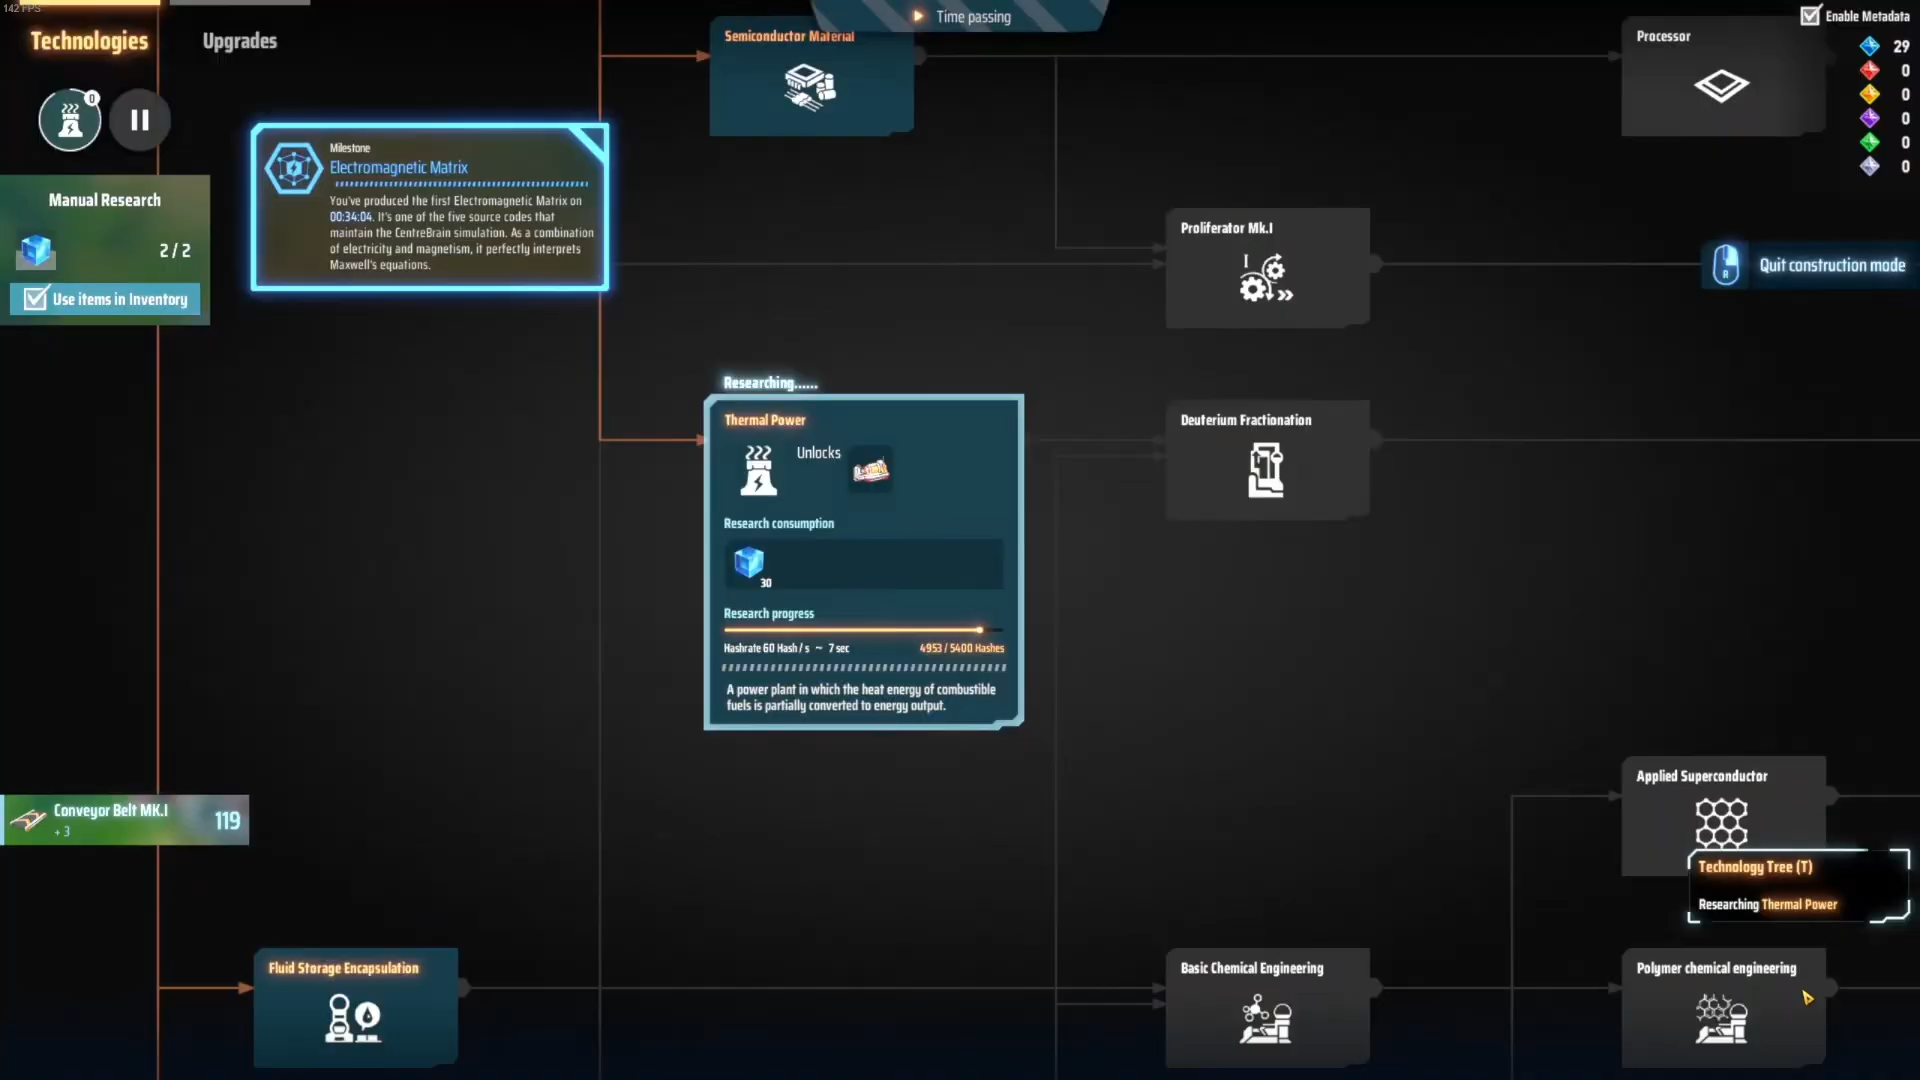 142 FPS
Technologies
Upgrades
0
Manual Research
2 / 2
Use items in Inventory
Milestone
Electromagnetic Matrix
You've produced the first Electromagnetic Matrix on
00:34:04. It's one of the five source codes that
maintain the CentreBrain simulation. As a combination
of electricity and magnetism, it perfectly interprets
Maxwell's equations.
Time passing
Semiconductor Material
Processor
Enable Metadata
29
0
0
0
0
0
Proliferator Mk.I
I
R
Quit construction mode
Researching......
Thermal Power
Unlocks
Research consumption
30
Research progress
Hashrate 60 Hash / s ~ 7 sec
4953 / 5400 Hashes
A power plant in which the heat energy of combustible
fuels is partially converted to energy output.
Deuterium Fractionation
Conveyor Belt MK.I
+ 3
119
Applied Superconductor
Technology Tree (T)
Researching Thermal Power
Fluid Storage Encapsulation
Basic Chemical Engineering
Polymer chemical engineering